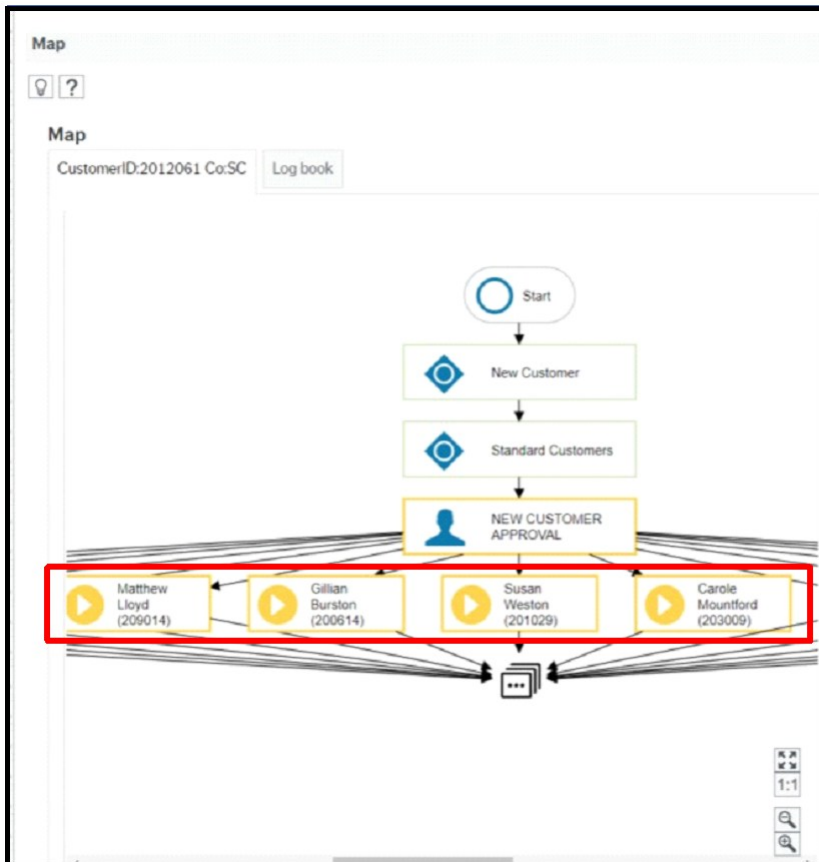 Map
?
Map
CustomerID:2012061 Co:SC
Log book
Start
New Customer
Standard Customers
NEW CUSTOMER
APPROVAL
Matthew
Lloyd
(209014)
Gillian
Burston
(200614)
Susan
Weston
(201029)
Carole
Mountford
(203009)
1:1